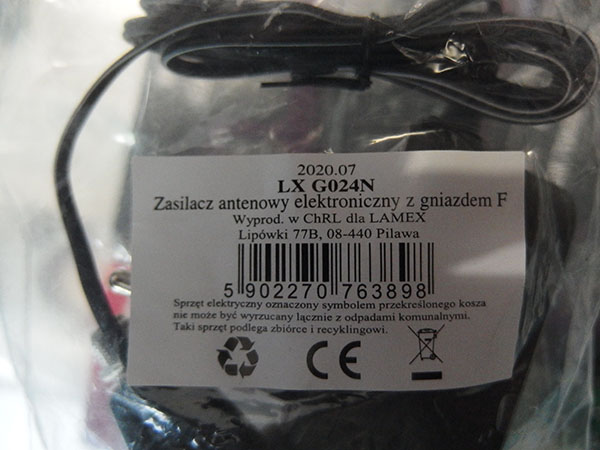 2020.07
LX G024N
Zasilacz antenowy elektroniczny z gniazdem F
Wyprod. w ChRL dla LAMEX
Lipówki 77B, 08-440 Pilawa
5 902270 763898
Sprzęt elektryczny oznaczony symbolem przekreślonego kosza
nie może być wyrzucany łącznie z odpadami komunalnymi.
Taki sprzęt podlega zbiórce i recyklingowi.
CE